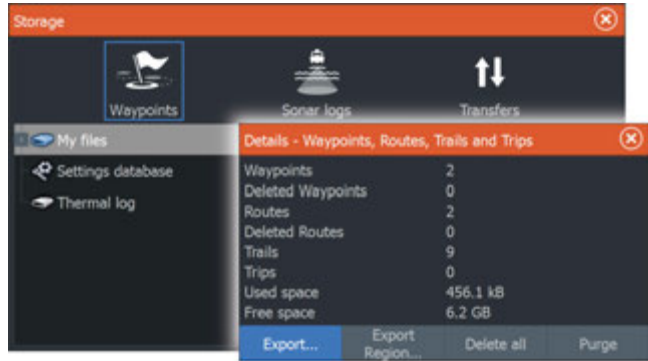 Storage
Waypoints
Sonar logs
Transfers
My files
Settings database
Thermal log
Details - Waypoints, Routes, Trails and Trips
Waypoints 2
Deleted Waypoints 0
Routes 2
Deleted Routes 0
Trails 9
Trips 0
Used space 456.1 kB
Free space 6.2 GB
Export...
Export
Region...
Delete all
Purge